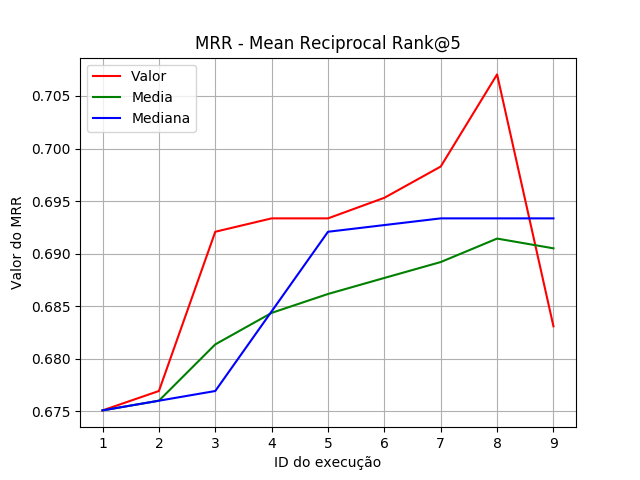 MRR - Mean Reciprocal Rank@5
Valor
Media
Mediana
Valor do MRR
0.705
0.700
0.695
0.690
0.685
0.680
0.675
1 2 3 4 5 6 7 8 9
ID do execução